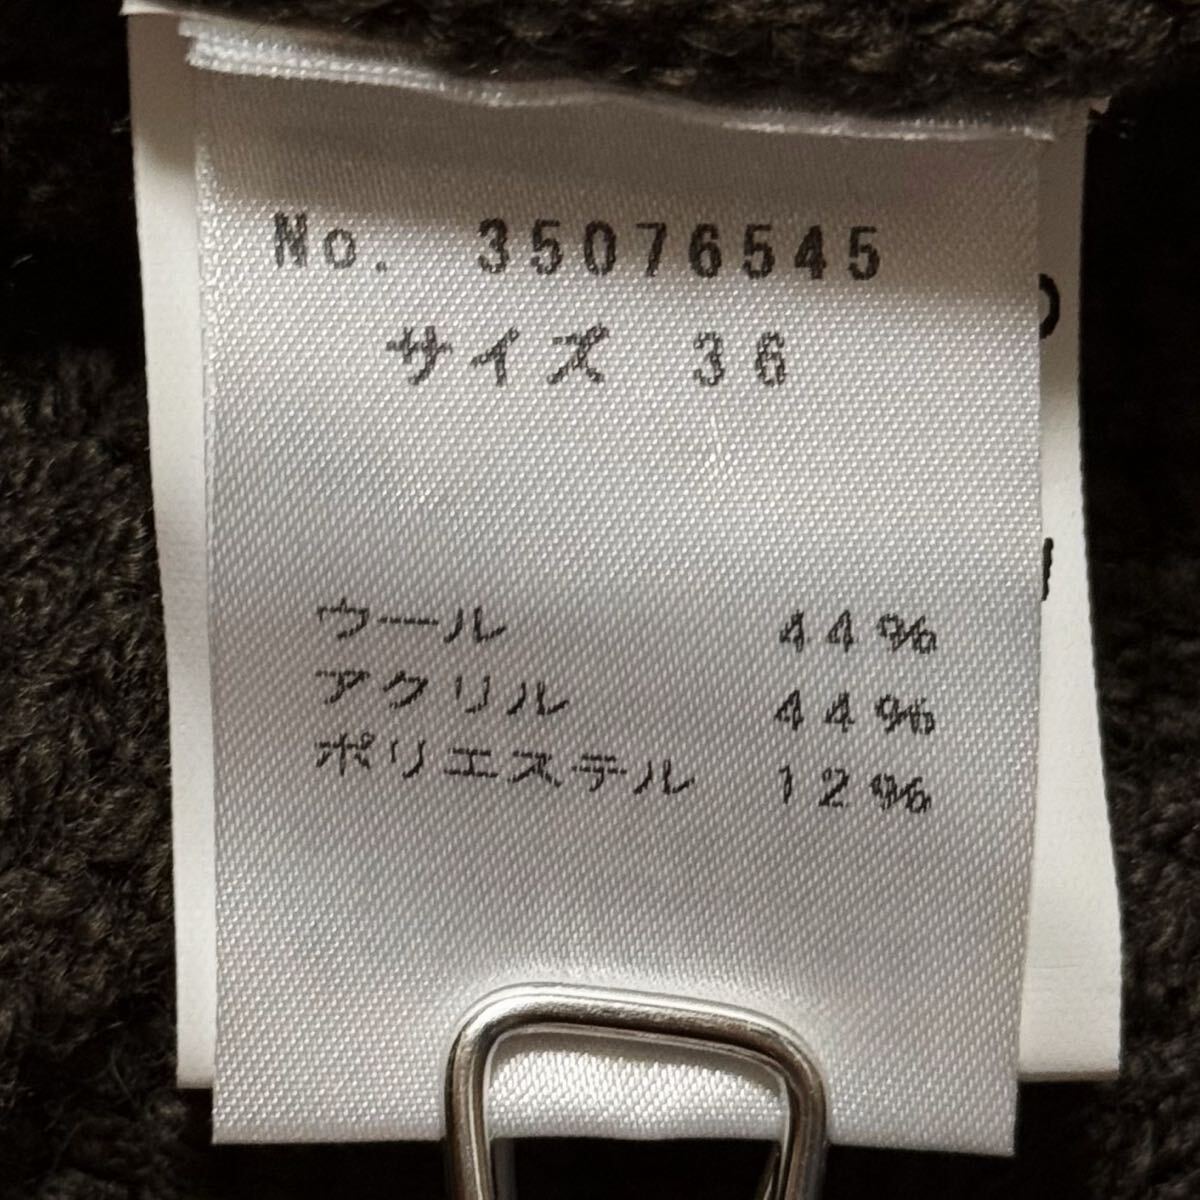 No. 35076545
サイズ 36
ウール 44%
アクリル 44%
ポリエステル 12%